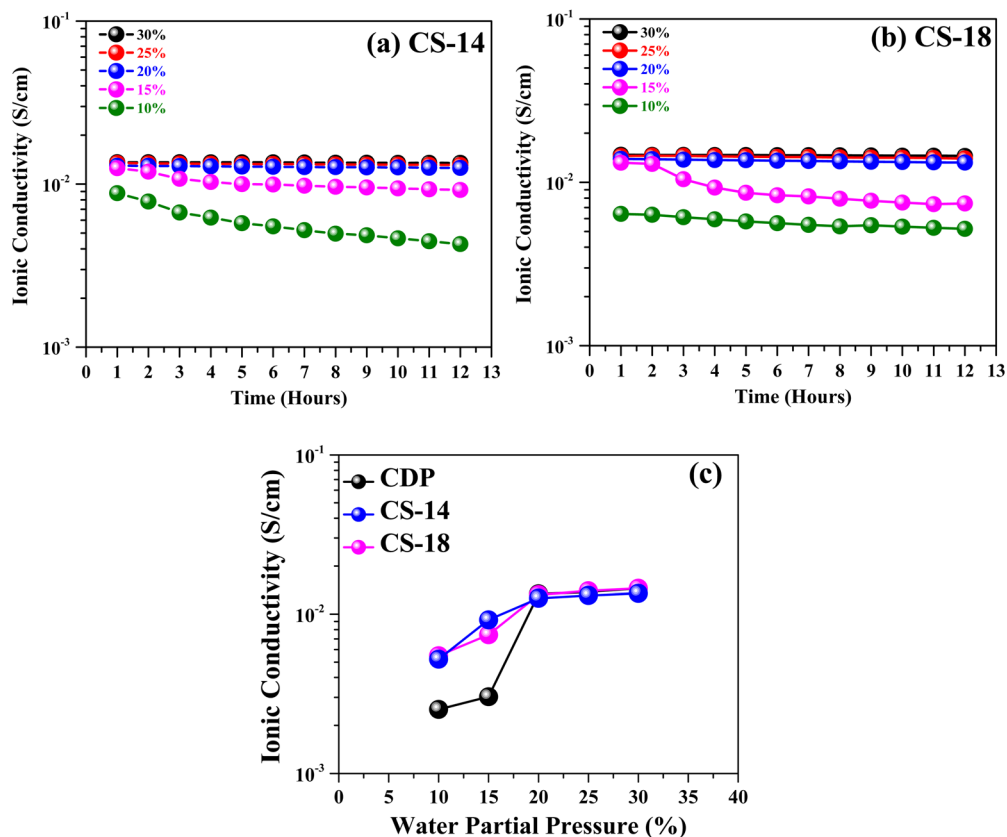 (a) CS-14
30%
25%
20%
15%
10%
Ionic Conductivity (S/cm)
10^-1
10^-2
10^-3
0 1 2 3 4 5 6 7 8 9 10 11 12 13
Time (Hours)
(b) CS-18
30%
25%
20%
15%
10%
Ionic Conductivity (S/cm)
10^-1
10^-2
10^-3
0 1 2 3 4 5 6 7 8 9 10 11 12 13
Time (Hours)
(c)
CDP
CS-14
CS-18
Ionic Conductivity (S/cm)
10^-1
10^-2
10^-3
0 5 10 15 20 25 30 35 40
Water Partial Pressure (%)